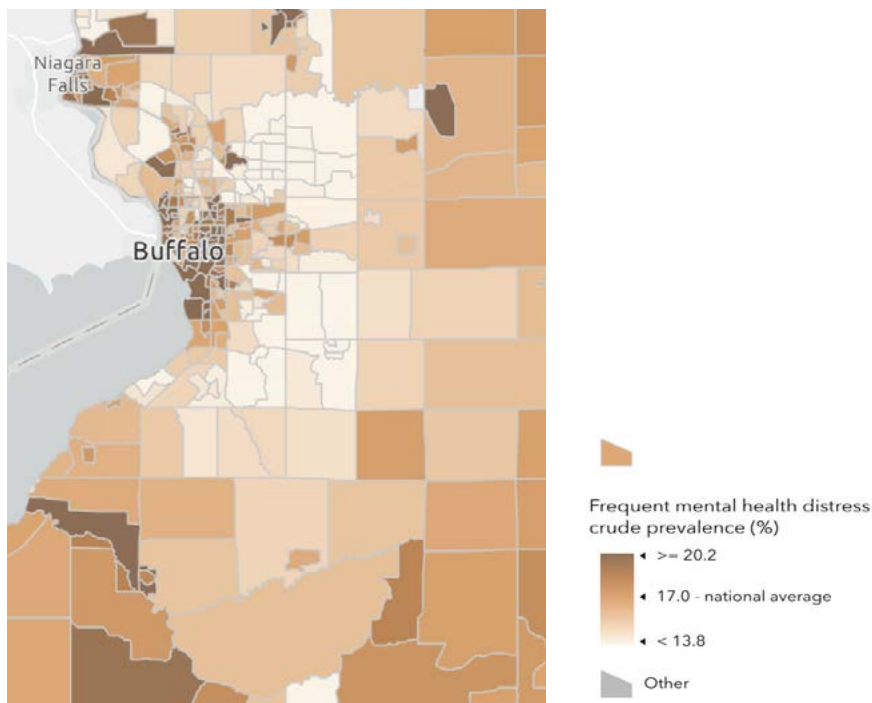 Niagara
Falls
Buffalo
Frequent mental health distress
crude prevalence (%)
>= 20.2
17.0 - national average
< 13.8
Other